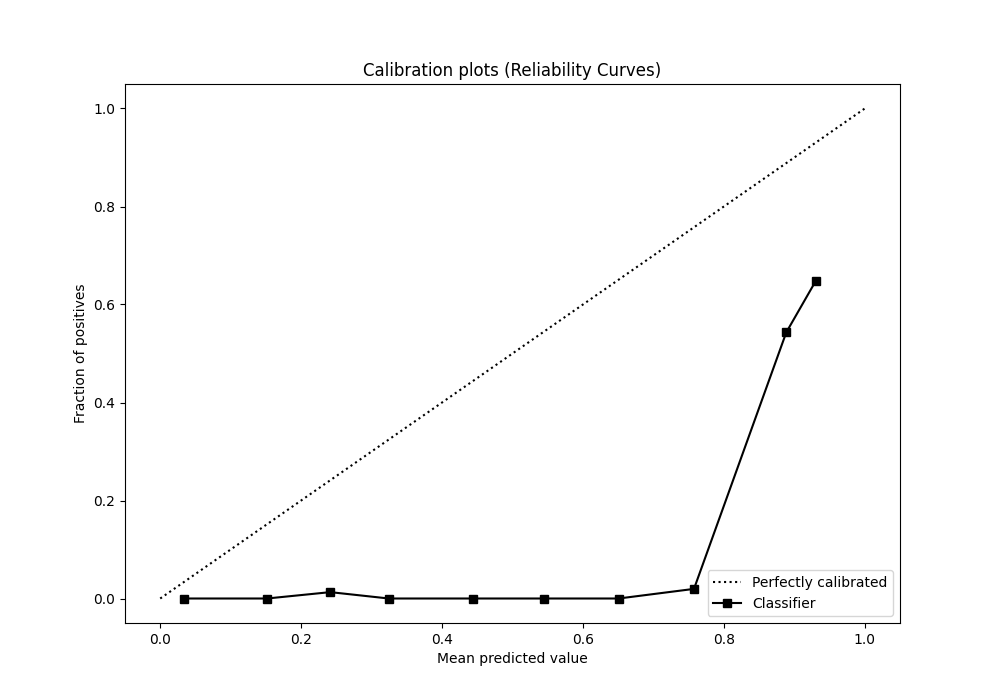 Calibration plots (Reliability Curves)
1.0
0.8
0.6
0.4
0.2
0.0
Fraction of positives
0.0 0.2 0.4 0.6 0.8 1.0
Mean predicted value
Perfectly calibrated
Classifier